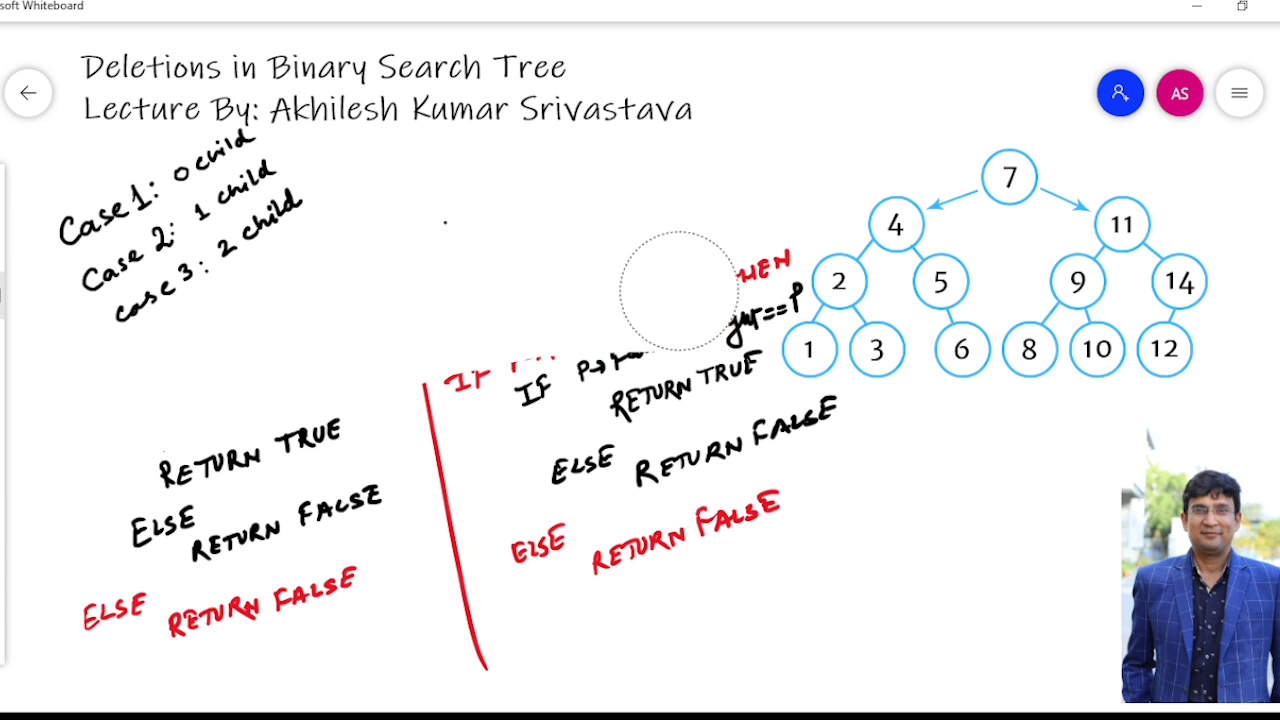 soft Whiteboard
Deletions in Binary Search Tree
Lecture By: Akhilesh Kumar Srivastava
AS
Case 1: 0 child
Case 2: 1 child
case 3: 2 child
RETURN TRUE
ELSE
RETURN FALSE
ELSE RETURN FALSE
HEN
==P
IF
IF P→
RETURN TRUE
ELSE RETURN FALSE
ELSE RETURN FALSE
7
4 11
2 5 9 14
1 3 6 8 10 12